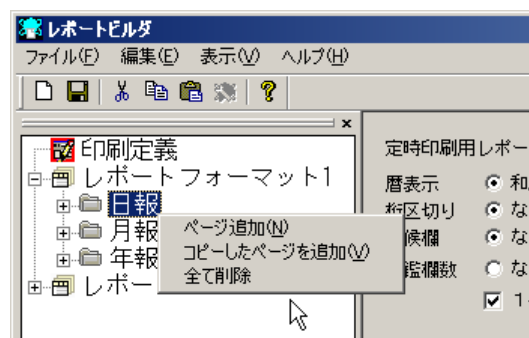 レポートビルダ
ファイル(F) 編集(E) 表示(V) ヘルプ(H)
印刷定義
レポートフォーマット1
日報
月報
年報
レポー
ページ追加(N)
コピーしたページを追加(V)
全て削除
定時印刷用レポー
暦表示 和
桁区切り な
候欄 な
鑑欄数 な
1